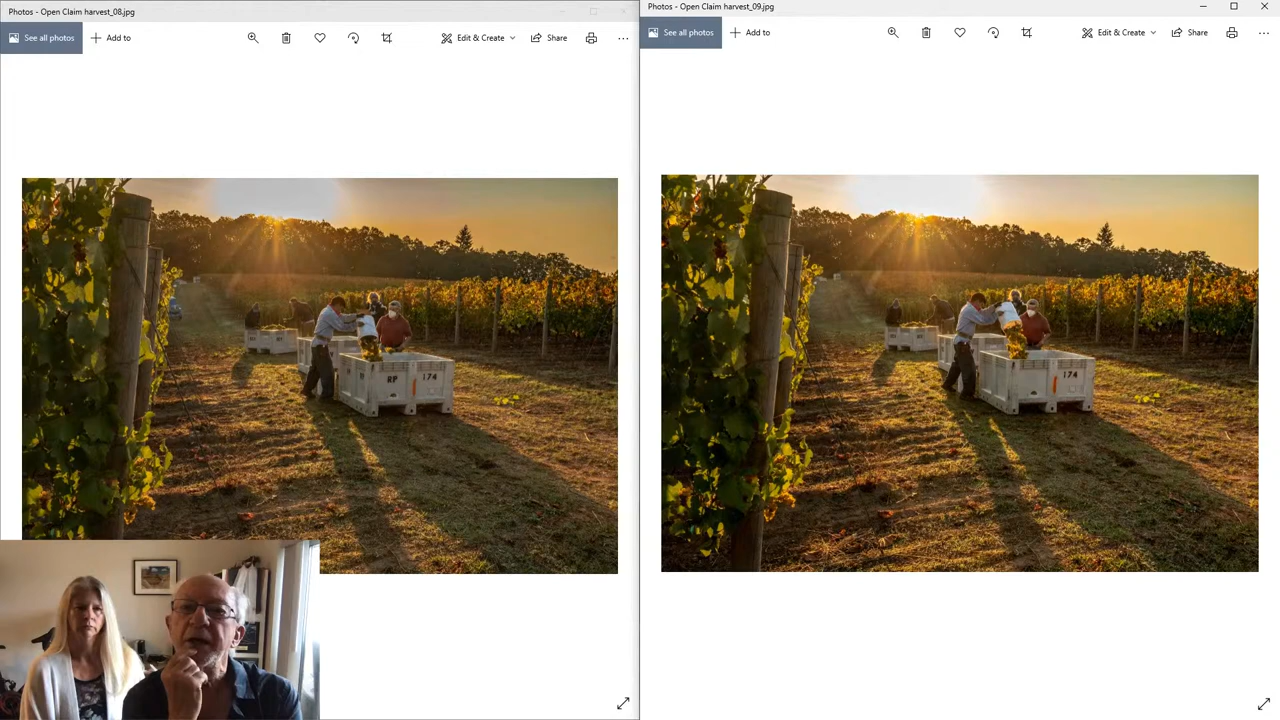 Photos - Open Claim harvest_08.jpg
See all photos
Add to
Edit & Create
Share
RP 174
Photos - Open Claim harvest_09.jpg
See all photos
Add to
Edit & Create
Share
174